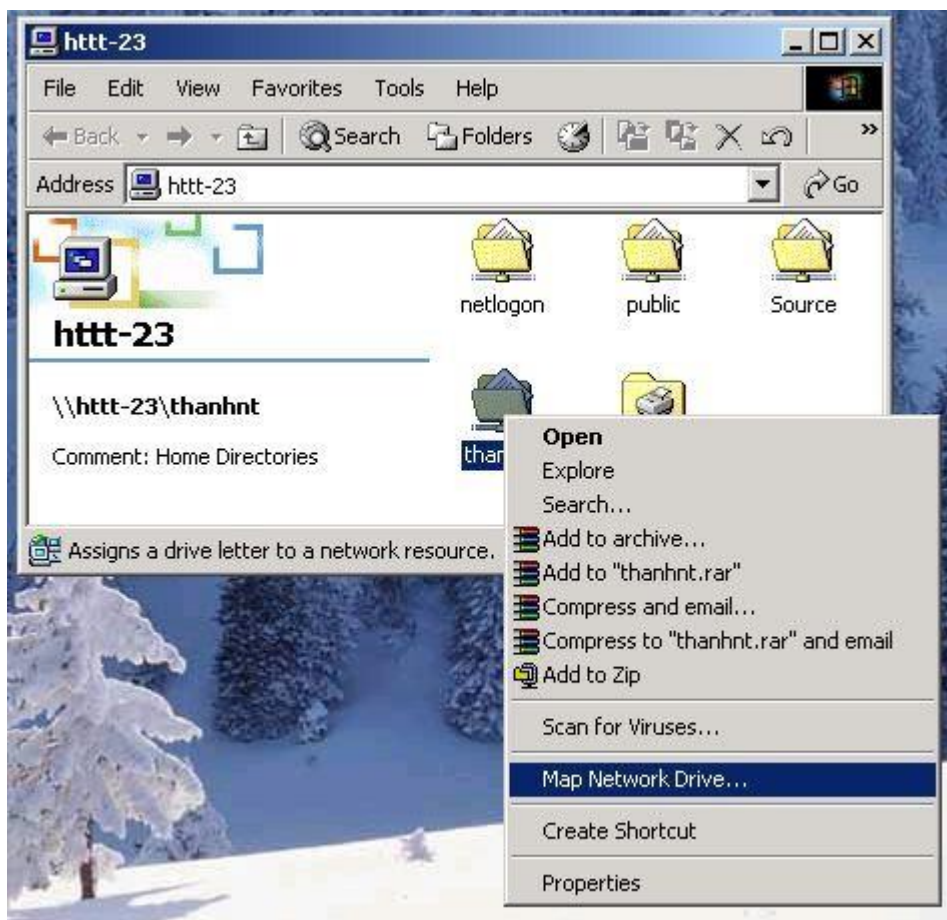 httt-23
File Edit View Favorites Tools Help
Back Search Folders »
Address httt-23 Go
netlogon public Source
httt-23
\\httt-23\thanhnt
Comment: Home Directories
Assigns a drive letter to a network resource.
Open
Explore
Search...
Add to archive...
Add to "thanhnt.rar"
Compress and email...
Compress to "thanhnt.rar" and email
Add to Zip
Scan for Viruses...
Map Network Drive...
Create Shortcut
Properties